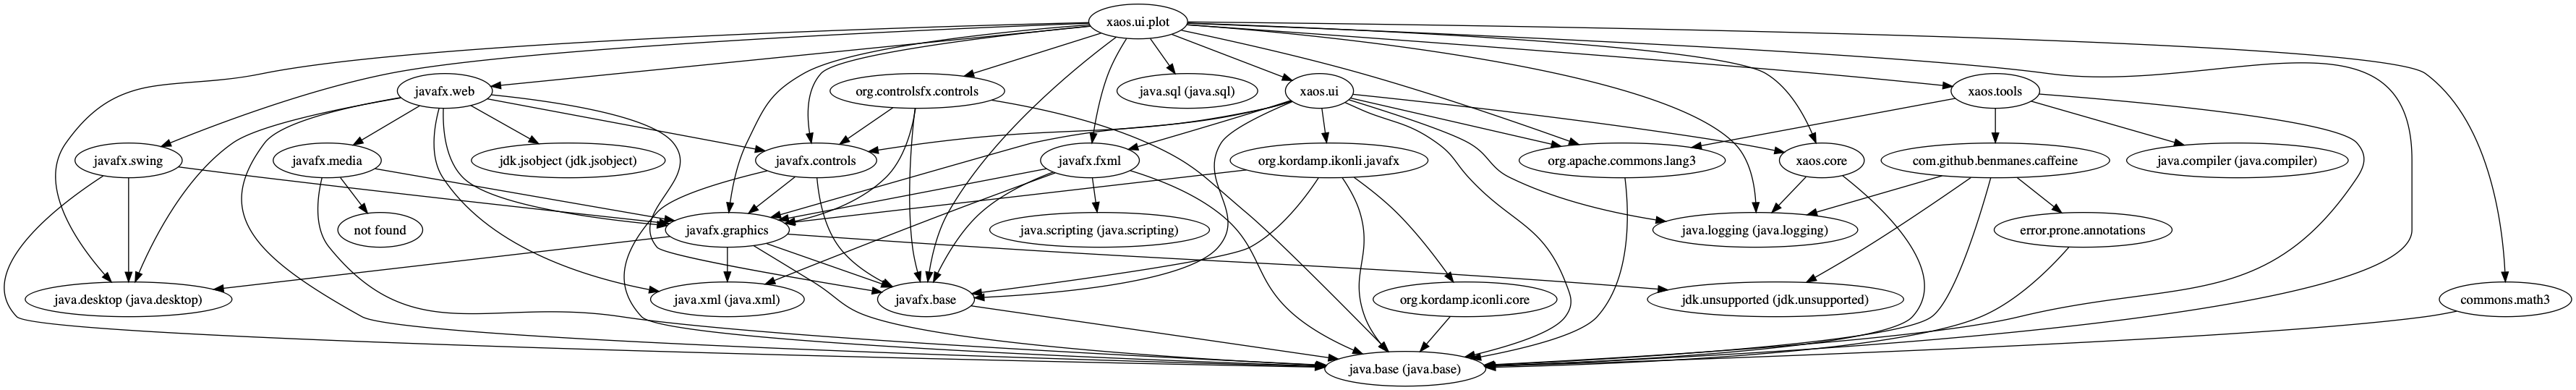 xaos.ui.plot
javafx.web
org.controlsfx.controls
java.sql (java.sql)
xaos.ui
xaos.tools
javafx.swing
javafx.media
jdk.jsobject (jdk.jsobject)
javafx.controls
javafx.fxml
org.kordamp.ikonli.javafx
org.apache.commons.lang3
xaos.core
com.github.benmanes.caffeine
java.compiler (java.compiler)
not found
javafx.graphics
java.scripting (java.scripting)
java.logging (java.logging)
error.prone.annotations
java.desktop (java.desktop)
java.xml (java.xml)
javafx.base
org.kordamp.iconli.core
jdk.unsupported (jdk.unsupported)
commons.math3
java.base (java.base)